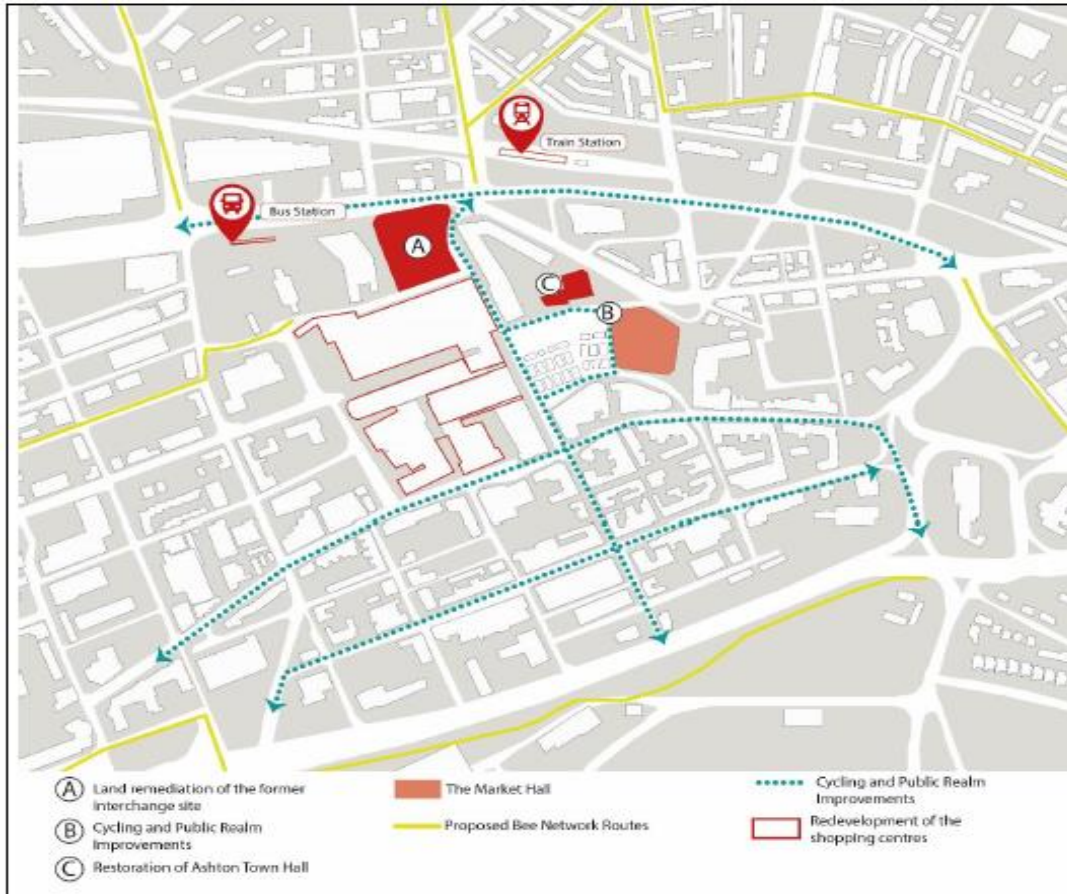 Train Station
Bus Station
A
C
B
A
Land remediation of the former
interchange site
B
Cycling and Public Realm
Improvements
C
Restoration of Ashton Town Hall
The Market Hall
Proposed Bee Network Routes
Cycling and Public Realm
Improvements
Redevelopment of the
shopping centres